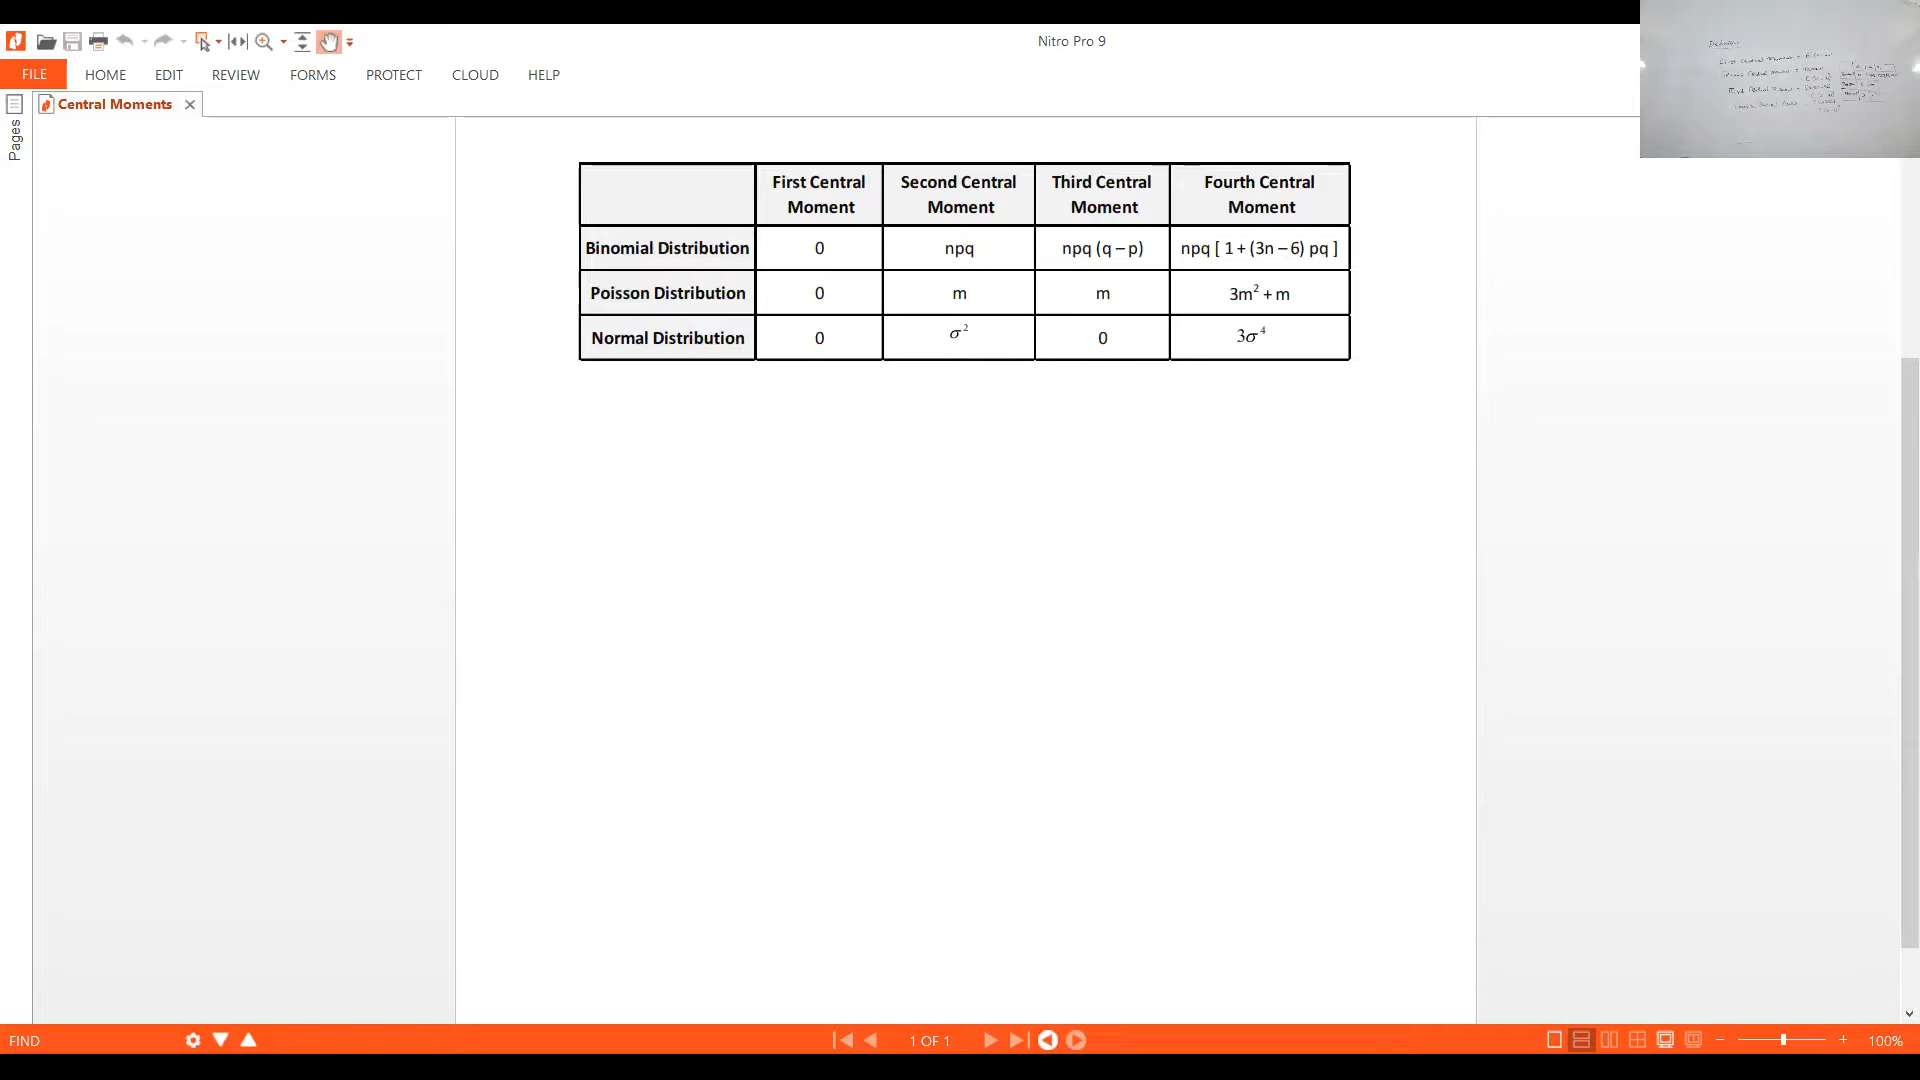 Nitro Pro 9
FILE HOME EDIT REVIEW FORMS PROTECT CLOUD HELP
Central Moments
Pages
First Central Moment Second Central Moment Third Central Moment Fourth Central Moment
Binomial Distribution 0 npq npq (q – p) npq [ 1 + (3n – 6) pq ]
Poisson Distribution 0 m m 3m² + m
Normal Distribution 0 σ² 0 3σ⁴
FIND 1 OF 1 100%